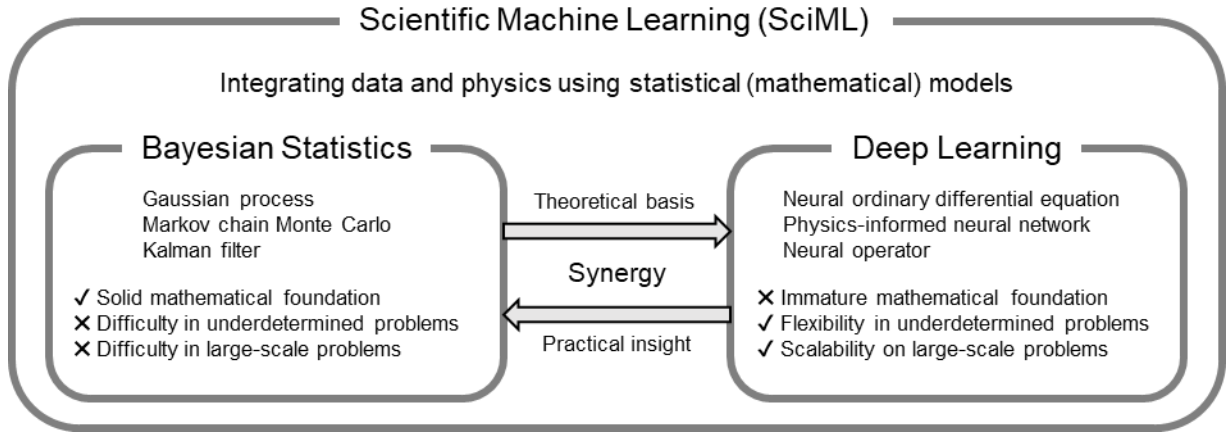 Scientific Machine Learning (SciML)
Integrating data and physics using statistical (mathematical) models
Bayesian Statistics
Gaussian process
Markov chain Monte Carlo
Kalman filter
✓ Solid mathematical foundation
✕ Difficulty in underdetermined problems
✕ Difficulty in large-scale problems
Theoretical basis
Synergy
Practical insight
Deep Learning
Neural ordinary differential equation
Physics-informed neural network
Neural operator
✕ Immature mathematical foundation
✓ Flexibility in underdetermined problems
✓ Scalability on large-scale problems